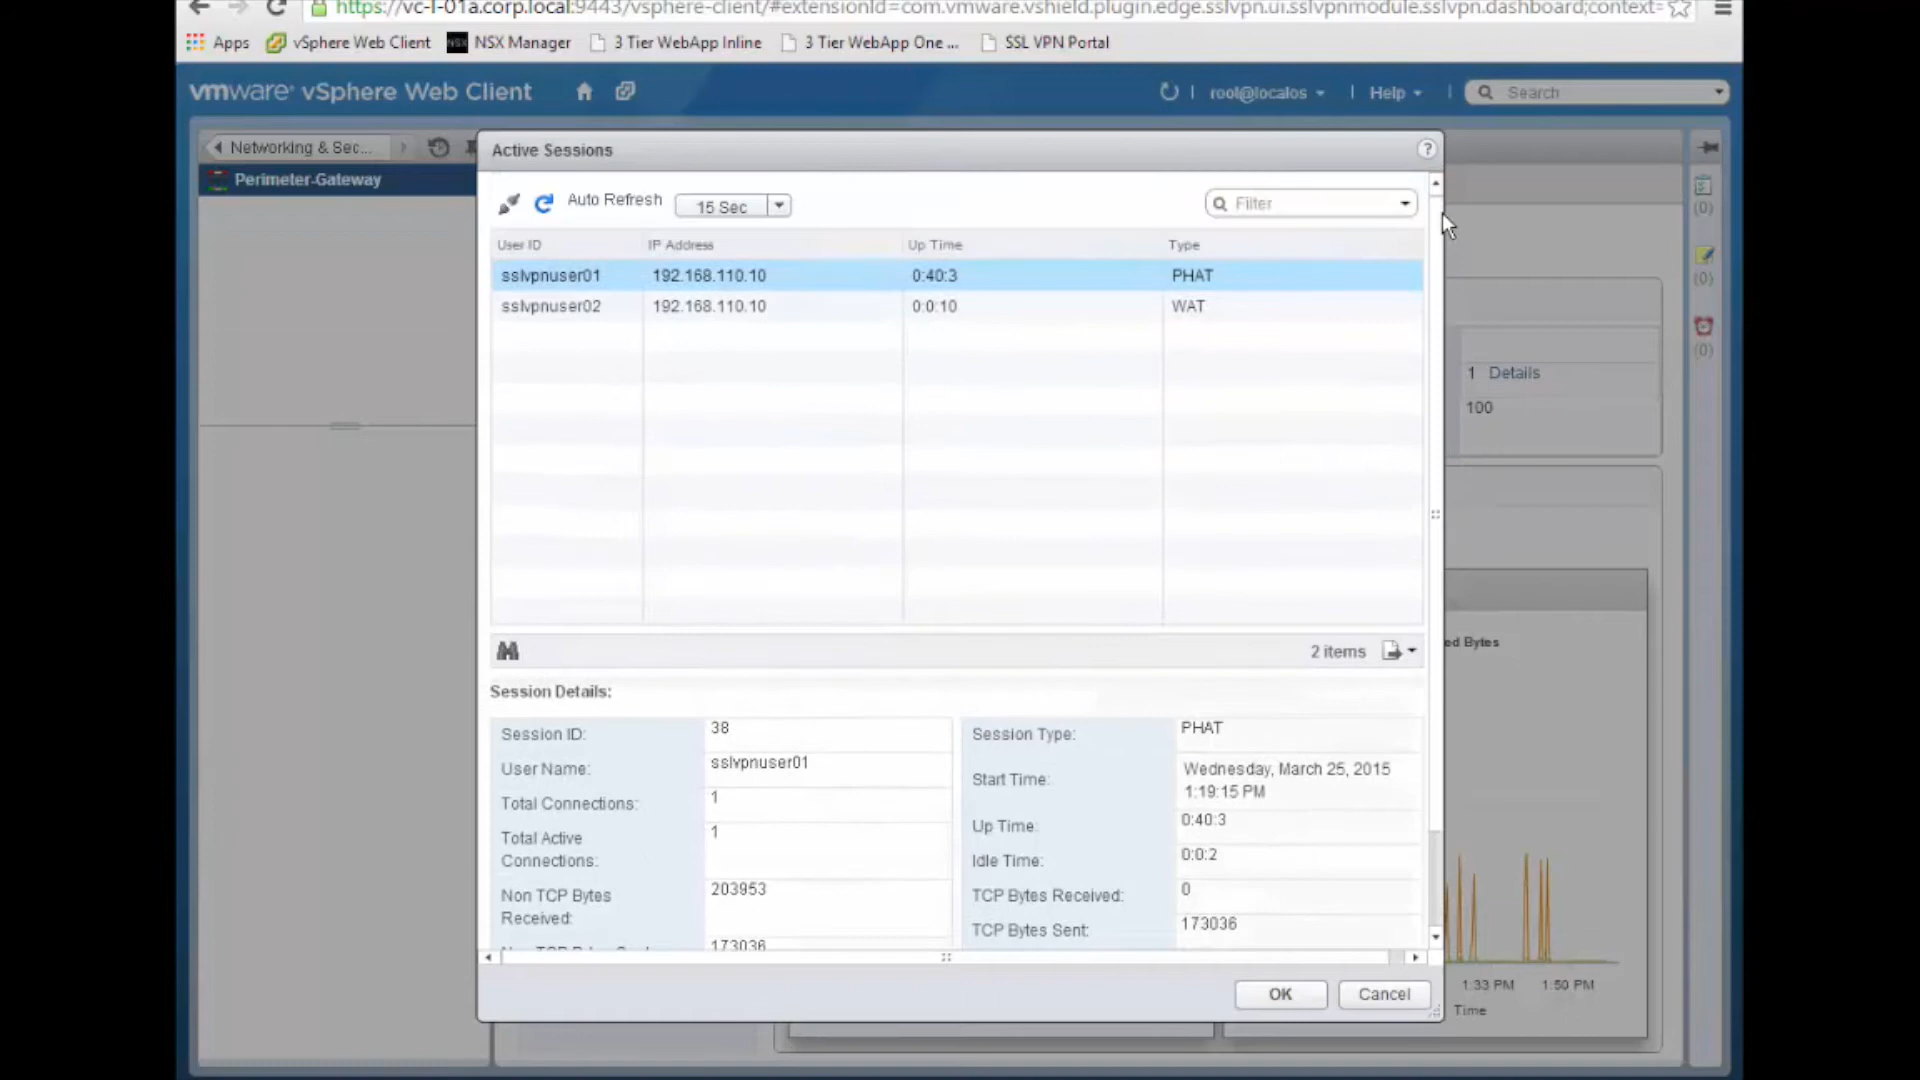 https://vc-l-01a.corp.local:9443/vsphere-client/#extensionId=com.vmware.vshield.plugin.edge.sslvpn.ui.sslvpnmodule.sslvpn.dashboard;context=
Apps vSphere Web Client NSX NSX Manager 3 Tier WebApp Inline 3 Tier WebApp One ... SSL VPN Portal
vmware® vSphere Web Client root@localos Help Search
Networking & Sec...
Perimeter-Gateway
Active Sessions
?
Auto Refresh 15 Sec Filter
User ID IP Address Up Time Type
sslvpnuser01 192.168.110.10 0:40:3 PHAT
sslvpnuser02 192.168.110.10 0:0:10 WAT
(0)
(0)
(0)
1 Details
100
2 items
ed Bytes
Session Details:
Session ID: 38
User Name: sslvpnuser01
Total Connections: 1
Total Active
Connections: 1
Non TCP Bytes
Received: 203953
173036
Session Type: PHAT
Start Time: Wednesday, March 25, 2015
1:19:15 PM
Up Time: 0:40:3
Idle Time: 0:0:2
TCP Bytes Received: 0
TCP Bytes Sent: 173036
OK Cancel
1:33 PM 1:50 PM
Time